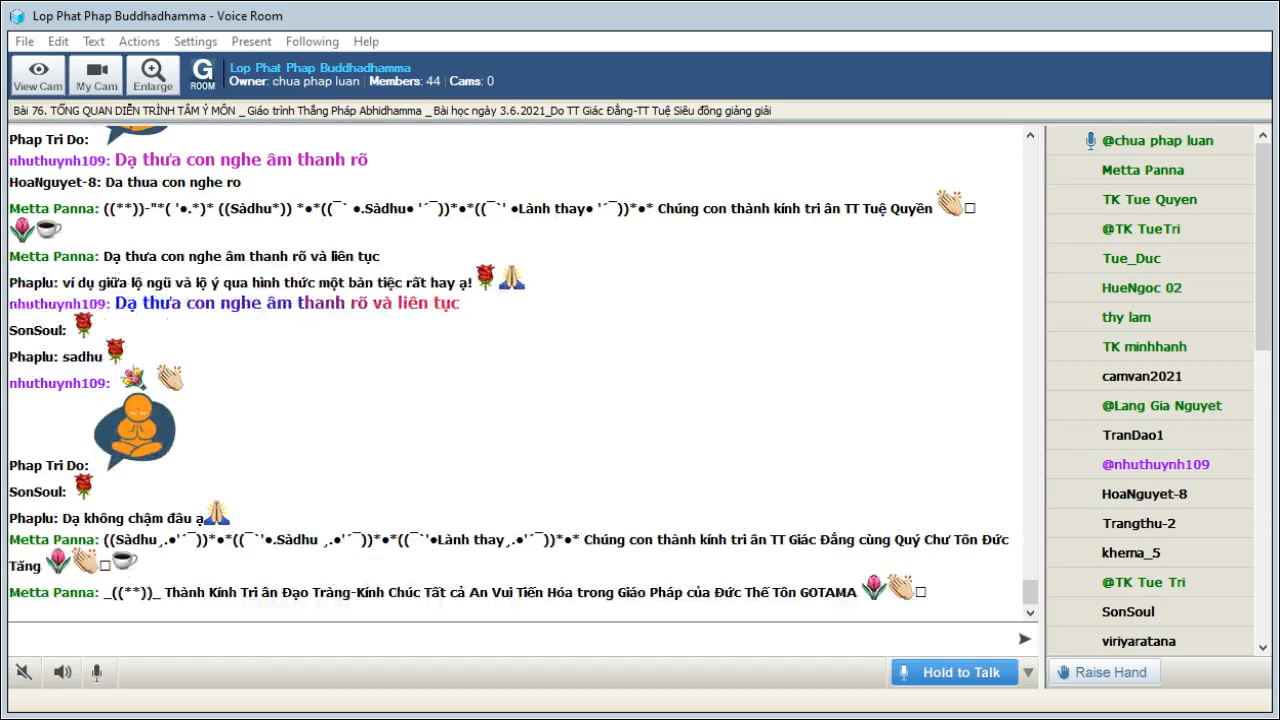 Lop Phat Phap Buddhadhamma - Voice Room
File Edit Text Actions Settings Present Following Help
View Cam My Cam Enlarge G ROOM
Lop Phat Phap Buddhadhamma
Owner: chua phap luan | Members: 44 | Cams: 0
Bài 76. TỔNG QUAN DIỄN TRÌNH TÂM Ý MÔN _ Giáo trình Thắng Pháp Abhidhamma _ Bài học ngày 3.6.2021_Do TT Giác Đẳng-TT Tuệ Siêu đồng giảng giải
Phap Tri Do:
nhuthuynh109: Dạ thưa con nghe âm thanh rõ
HoaNguyet-8: Da thua con nghe ro
Metta Panna: ((**))-"*( '●.*)* ((Sàdhu*)) *●*((¯` ●.Sàdhu● '´¯))*●*((¯`' ●Lành thay● '´¯))*●* Chúng con thành kính tri ân TT Tuệ Quyền
Metta Panna: Dạ thưa con nghe âm thanh rõ và liên tục
Phaplu: ví dụ giữa lộ ngũ và lộ ý qua hình thức một bàn tiệc rất hay ạ!
nhuthuynh109: Dạ thưa con nghe âm thanh rõ và liên tục
SonSoul:
Phaplu: sadhu
nhuthuynh109:
Phap Tri Do:
SonSoul:
Phaplu: Dạ không chậm đâu ạ
Metta Panna: ((Sàdhu¸.●'´¯))*●*((¯`'●.Sàdhu ¸.●'´¯))*●*((¯`'●Lành thay¸.●'´¯))*●* Chúng con thành kính tri ân TT Giác Đẳng cùng Quý Chư Tôn Đức
Tăng
Metta Panna: _((**))_ Thành Kính Tri ân Đạo Tràng-Kính Chúc Tất cả An Vui Tiến Hóa trong Giáo Pháp của Đức Thế Tôn GOTAMA
Hold to Talk
@chua phap luan
Metta Panna
TK Tue Quyen
@TK TueTri
Tue_Duc
HueNgoc 02
thy lam
TK minhhanh
camvan2021
@Lang Gia Nguyet
TranDao1
@nhuthuynh109
HoaNguyet-8
Trangthu-2
khema_5
@TK Tue Tri
SonSoul
viriyaratana
Raise Hand